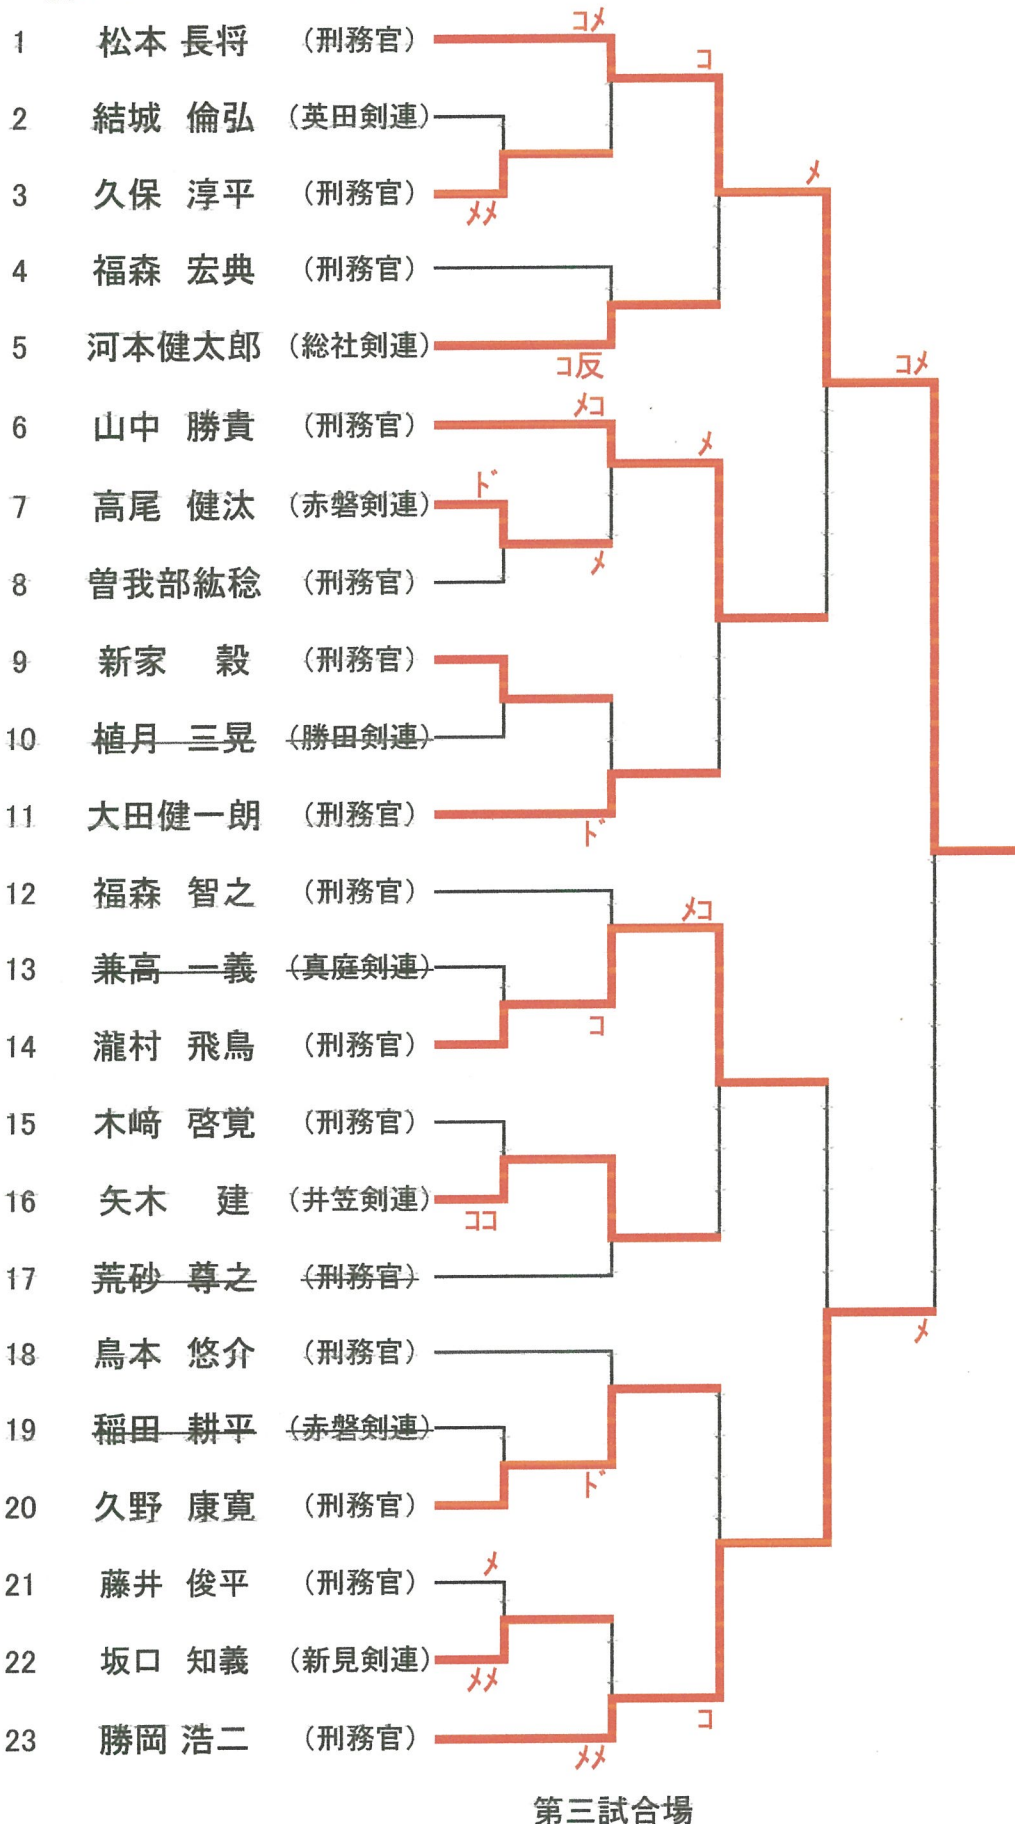 コメ
1 松本 長将 (刑務官)
コ
2 結城 倫弘 (英田剣連)
3 久保 淳平 (刑務官)
メメ
メ
4 福森 宏典 (刑務官)
5 河本健太郎 (総社剣連)
コ反
コメ
メコ
6 山中 勝貴 (刑務官)
メ
ド
7 高尾 健汰 (赤磐剣連)
メ
8 曽我部紘稔 (刑務官)
9 新家 毅 (刑務官)
10 植月 三晃 (勝田剣連)
11 大田健一朗 (刑務官)
ド
12 福森 智之 (刑務官)
メコ
13 兼高 一義 (真庭剣連)
コ
14 瀧村 飛鳥 (刑務官)
15 木﨑 啓覚 (刑務官)
16 矢木 建 (井笠剣連)
ココ
17 荒砂 尊之 (刑務官)
メ
18 鳥本 悠介 (刑務官)
19 稲田 耕平 (赤磐剣連)
ド
20 久野 康寛 (刑務官)
メ
21 藤井 俊平 (刑務官)
22 坂口 知義 (新見剣連)
メメ
コ
23 勝岡 浩二 (刑務官)
メメ
第三試合場